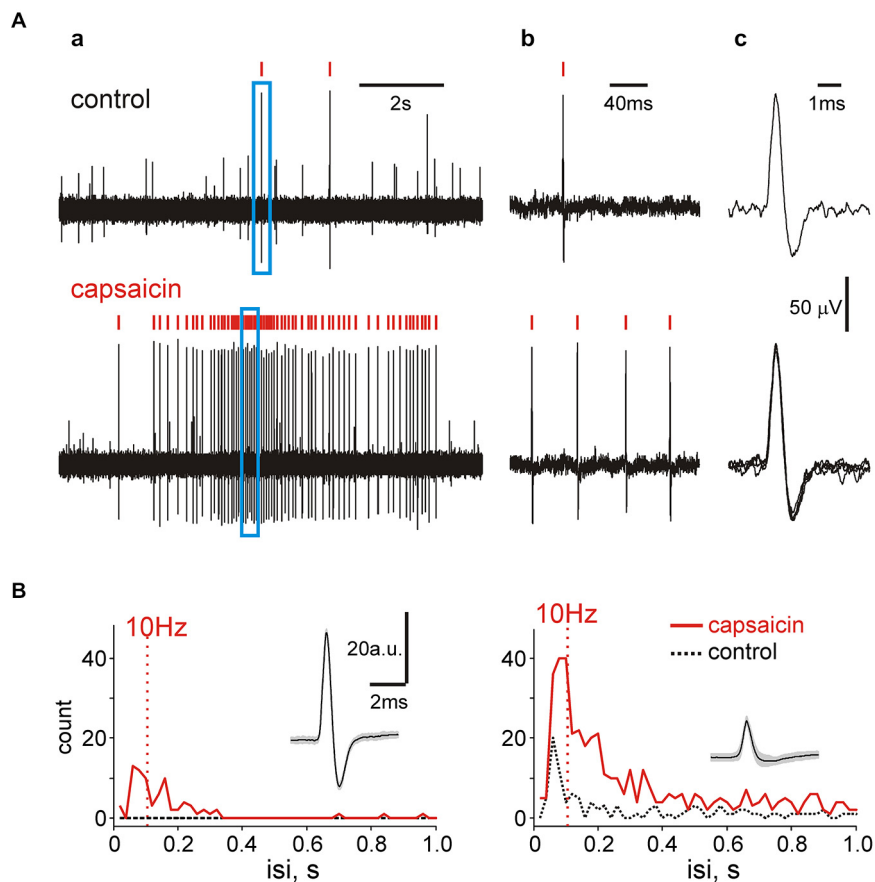 A
a
b
c
control
2s
40ms
1ms
capsaicin
50 µV
B
10Hz
20a.u.
2ms
count
40
20
0
0
0.2
0.4
0.6
0.8
1.0
isi, s
10Hz
capsaicin
control
40
20
0
0
0.2
0.4
0.6
0.8
1.0
isi, s